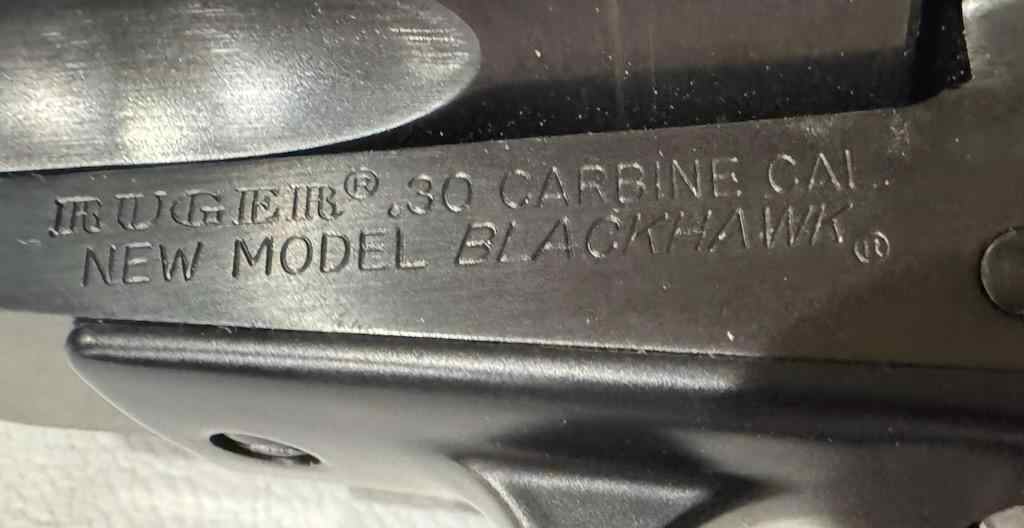 RUGER® .30 CARBINE CAL.
NEW MODEL BLACKHAWK®